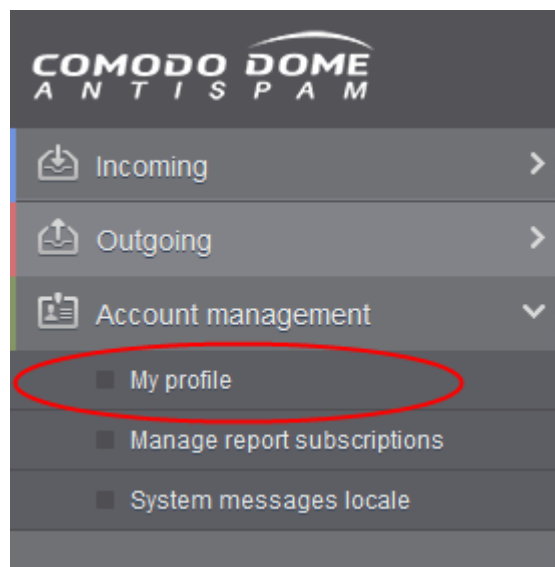 COMODO DOME
ANTISPAM
Incoming
Outgoing
Account management
My profile
Manage report subscriptions
System messages locale